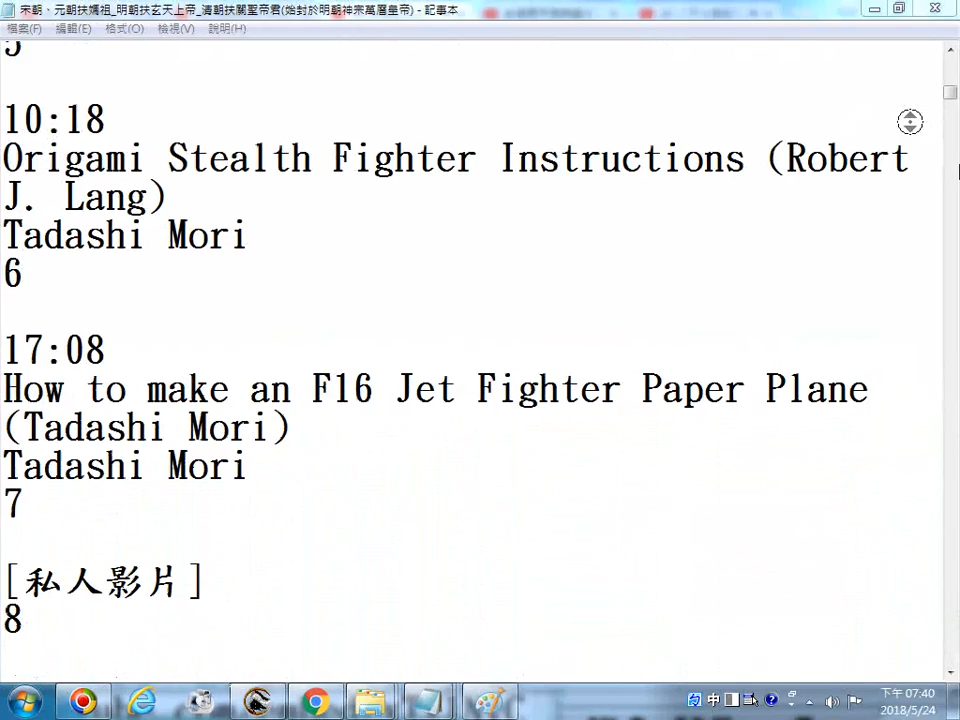 宋朝、元朝扶媽祖_明朝扶玄天上帝_清朝扶關聖帝君(始封於明朝神宗萬曆皇帝) - 記事本
檔案(F) 編輯(E) 格式(O) 檢視(V) 說明(H)
5
10:18
Origami Stealth Fighter Instructions (Robert
J. Lang)
Tadashi Mori
6
17:08
How to make an F16 Jet Fighter Paper Plane
(Tadashi Mori)
Tadashi Mori
7
[私人影片]
8
中
下午 07:40
2018/5/24